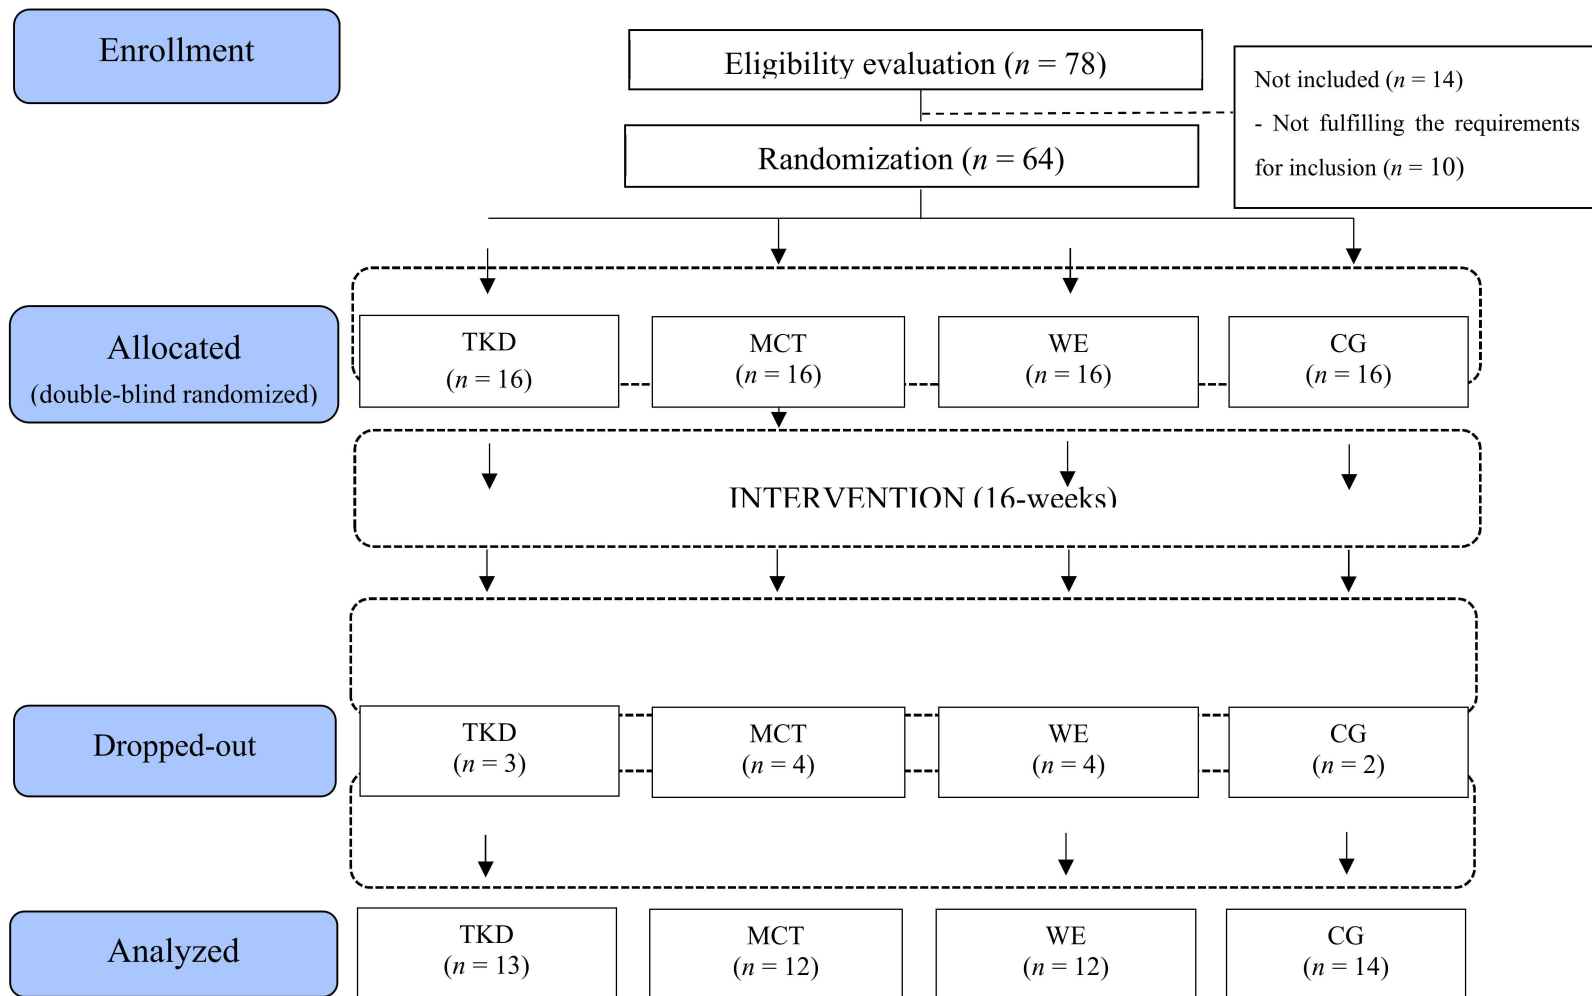 Enrollment
Eligibility evaluation (n = 78)
Not included (n = 14)
- Not fulfilling the requirements
for inclusion (n = 10)
Randomization (n = 64)
Allocated
(double-blind randomized)
TKD
(n = 16)
MCT
(n = 16)
WE
(n = 16)
CG
(n = 16)
INTERVENTION (16-weeks)
Dropped-out
TKD
(n = 3)
MCT
(n = 4)
WE
(n = 4)
CG
(n = 2)
Analyzed
TKD
(n = 13)
MCT
(n = 12)
WE
(n = 12)
CG
(n = 14)